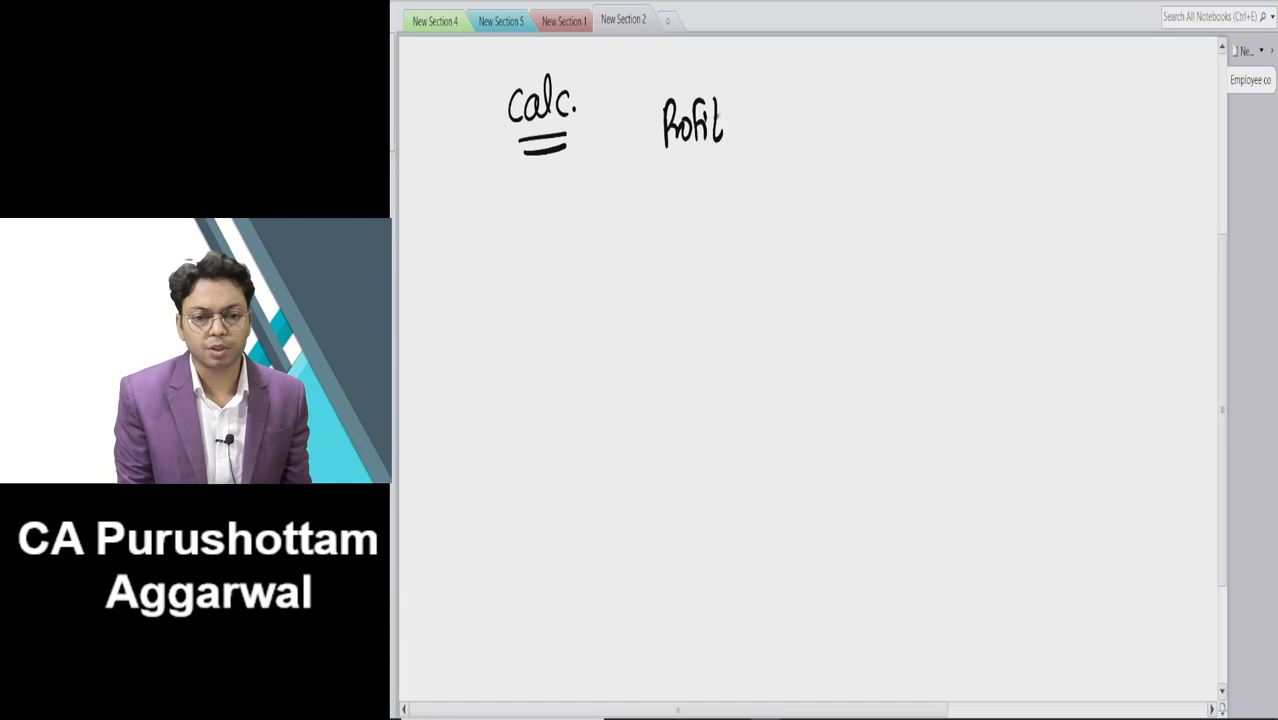 New Section 4 New Section 5 New Section 1 New Section 2
Search All Notebooks (Ctrl+E)
Ne...
Employee co
Calc. Profit
CA Purushottam
Aggarwal